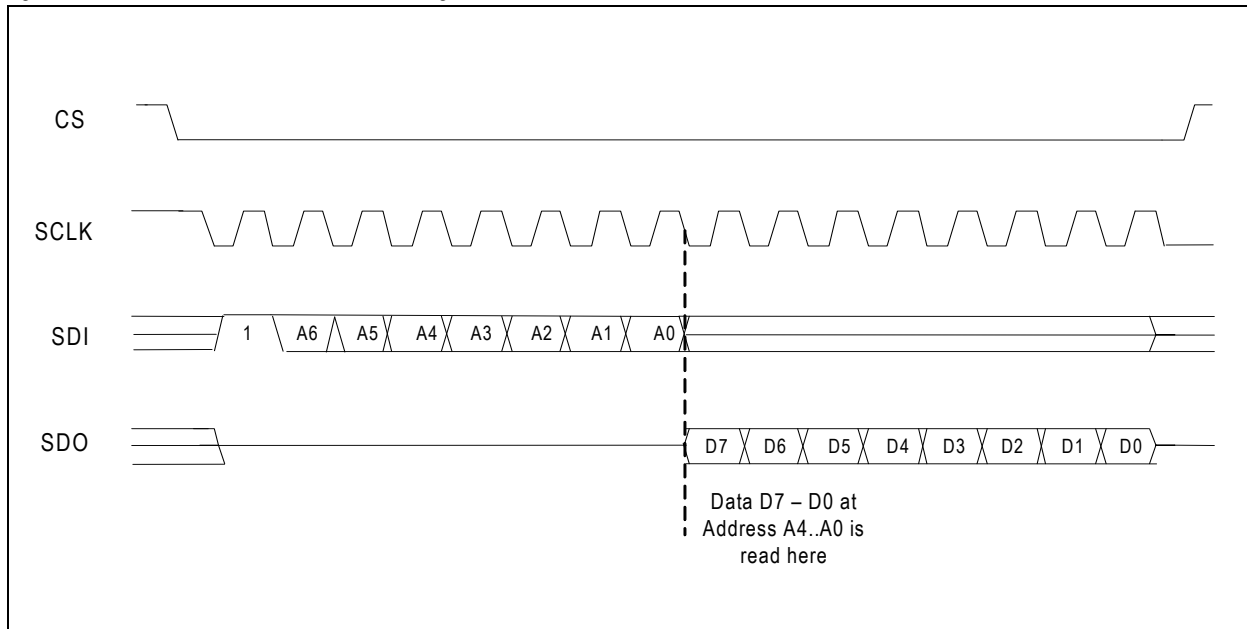 CS
SCLK
SDI
1 A6 A5 A4 A3 A2 A1 A0
SDO
D7 D6 D5 D4 D3 D2 D1 D0
Data D7 – D0 at
Address A4..A0 is
read here